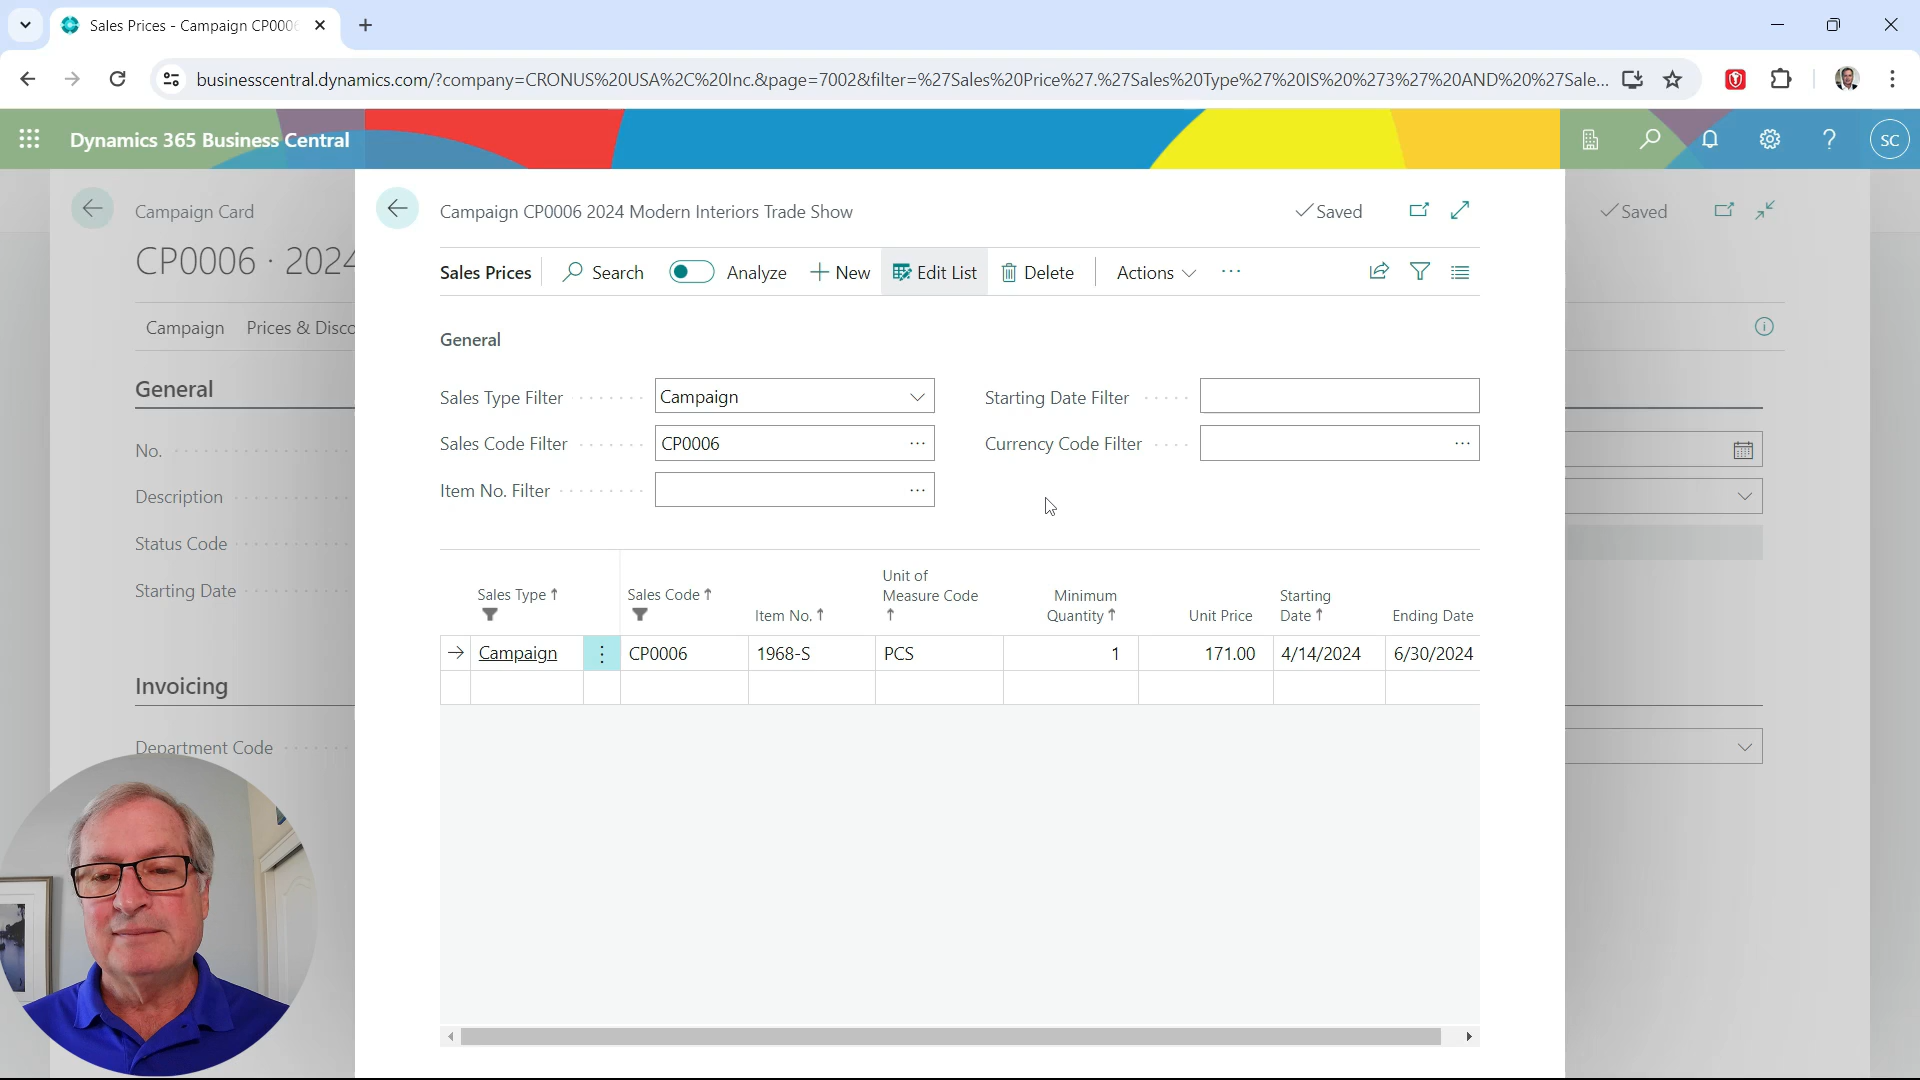 Sales Prices - Campaign CP000
businesscentral.dynamics.com/?company=CRONUS%20USA%2C%20Inc.&page=7002&filter=%27Sales%20Price%27.%27Sales%20Type%27%20IS%20%273%27%20AND%20%27Sale...
Dynamics 365 Business Central
SC
Campaign Card
Campaign CP0006 2024 Modern Interiors Trade Show
Saved
Saved
CP0006 · 2024
Sales Prices
Search
Analyze
New
Edit List
Delete
Actions
Campaign
Prices & Disco
General
General
Sales Type Filter
Campaign
Starting Date Filter
Sales Code Filter
CP0006
Currency Code Filter
Item No. Filter
No.
Description
Status Code
Starting Date
Invoicing
Department Code
Sales Type
Sales Code
Item No.
Unit of
Measure Code
Minimum
Quantity
Unit Price
Starting
Date
Ending Date
Campaign
CP0006
1968-S
PCS
1
171.00
4/14/2024
6/30/2024